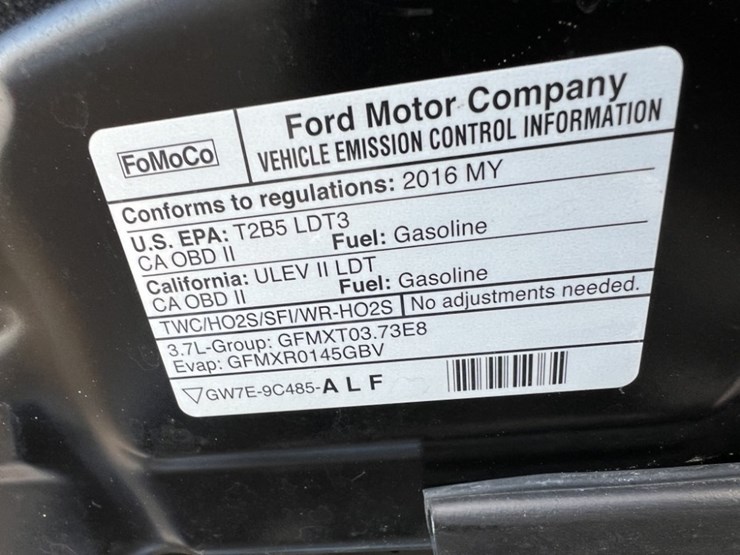 FoMoCo
Ford Motor Company
VEHICLE EMISSION CONTROL INFORMATION
Conforms to regulations: 2016 MY
U.S. EPA: T2B5 LDT3
CA OBD II Fuel: Gasoline
California: ULEV II LDT
CA OBD II Fuel: Gasoline
TWC/HO2S/SFI/WR-HO2S No adjustments needed.
3.7L-Group: GFMXT03.73E8
Evap: GFMXR0145GBV
GW7E-9C485-A L F